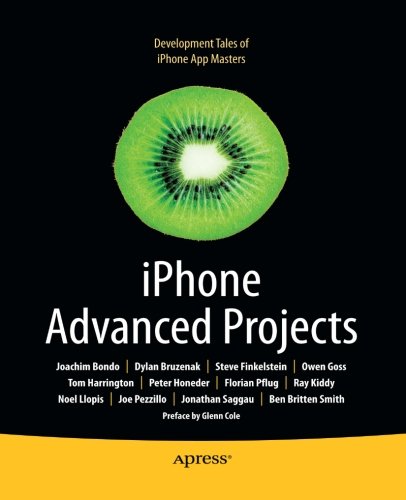 Development Tales of
iPhone App Masters
iPhone
Advanced Projects
Joachim Bondo | Dylan Bruzenak | Steve Finkelstein | Owen Goss
Tom Harrington | Peter Honeder | Florian Pflug | Ray Kiddy
Noel Llopis | Joe Pezzillo | Jonathan Saggau | Ben Britten Smith
Preface by Glenn Cole
Apress®